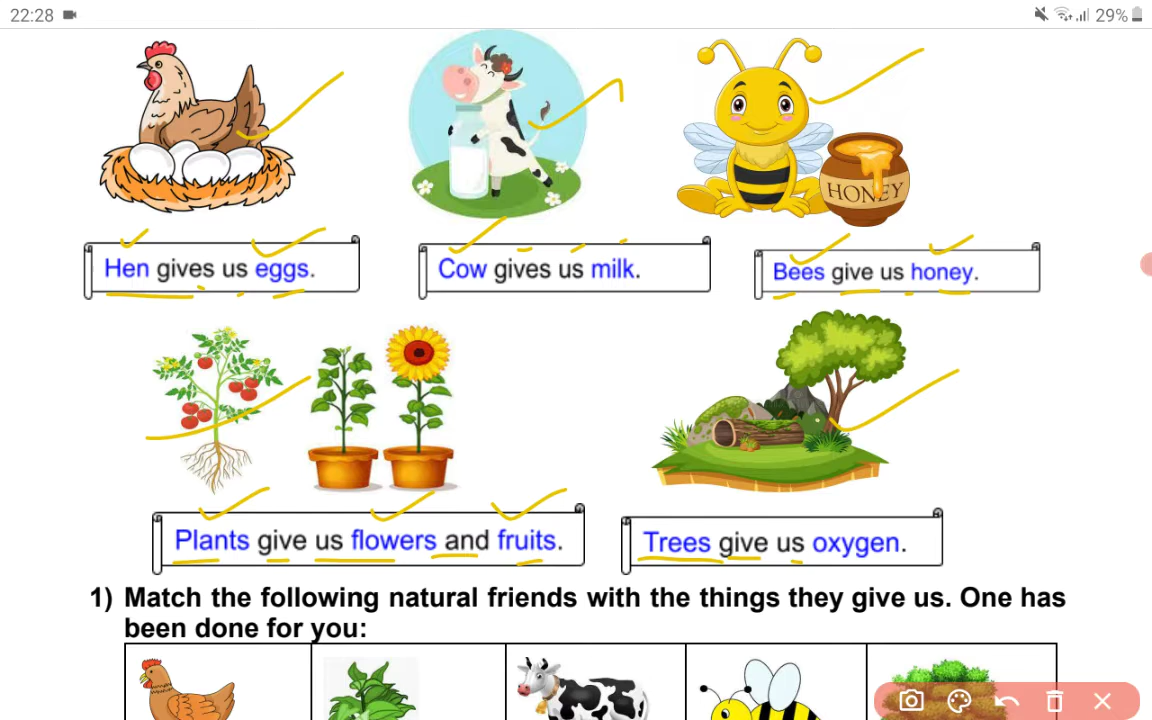 22:28
29%
HONEY
Hen gives us eggs.
Cow gives us milk.
Bees give us honey.
Plants give us flowers and fruits.
Trees give us oxygen.
1) Match the following natural friends with the things they give us. One has
been done for you: